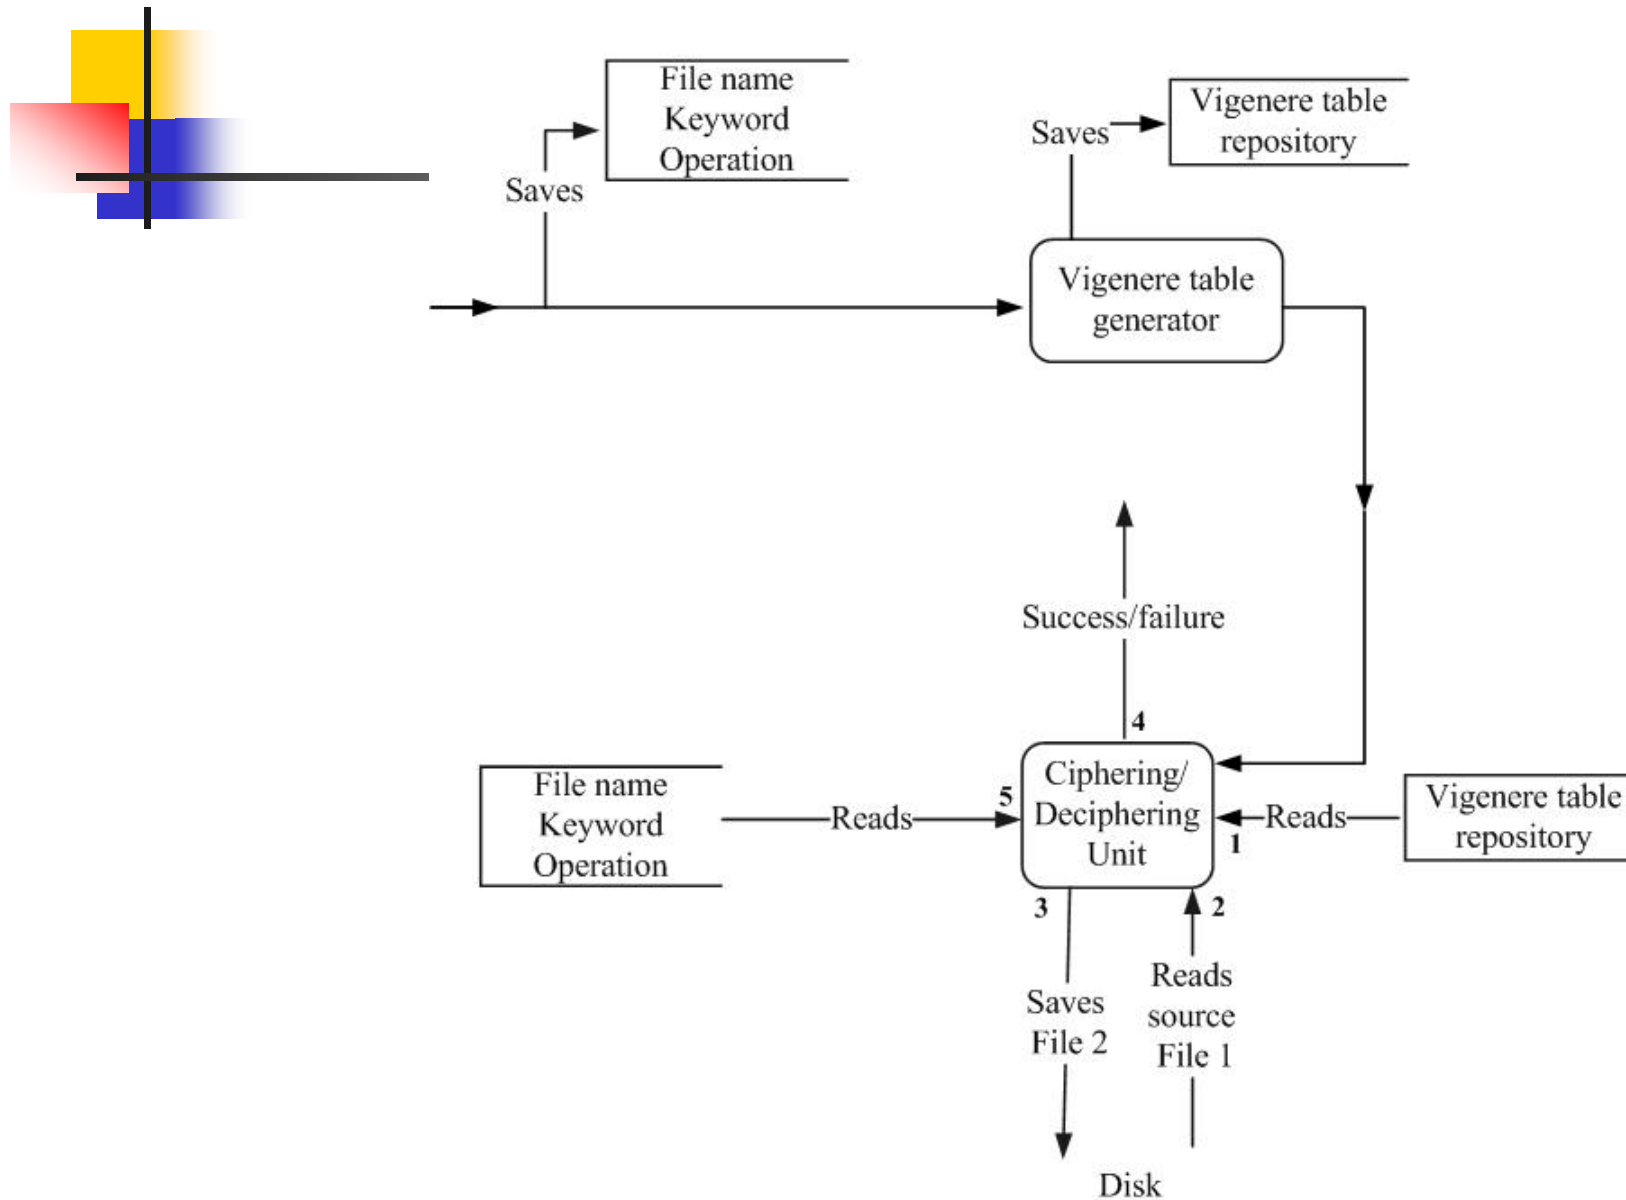 File name
Keyword
Operation
Saves
Vigenere table
repository
Saves
Vigenere table
generator
Success/failure
4
File name
Keyword
Operation
Reads
5
Ciphering/
Deciphering
Unit
Reads
1
Vigenere table
repository
3
2
Saves
File 2
Reads
source
File 1
Disk